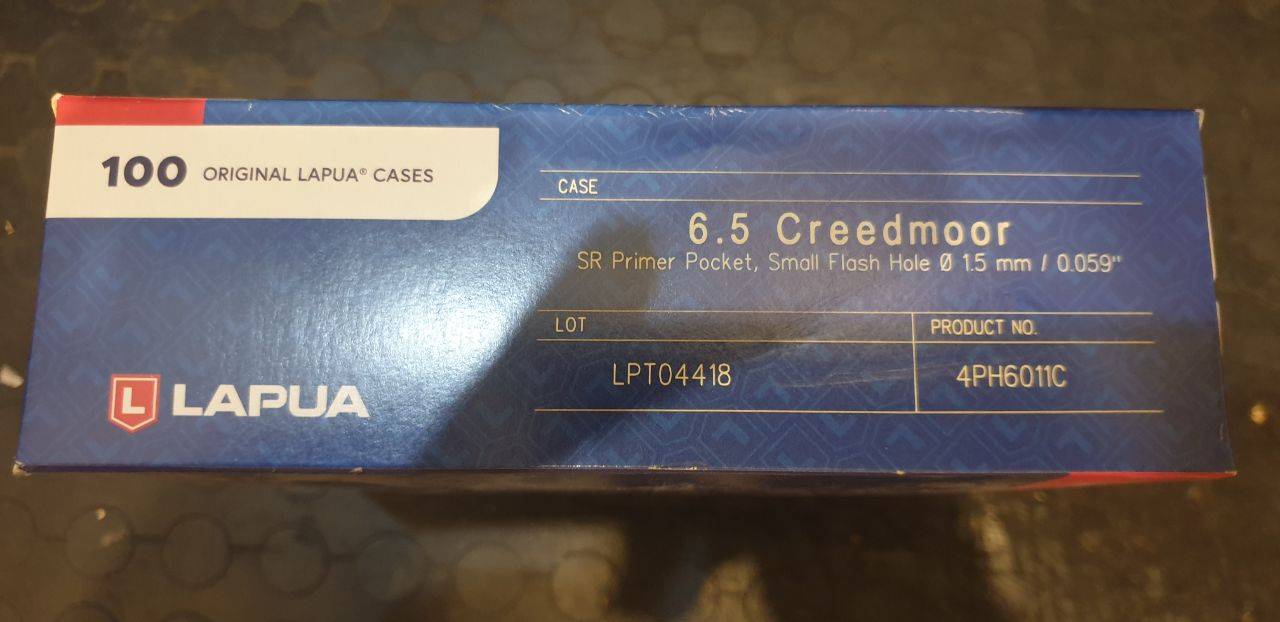 100 ORIGINAL LAPUA® CASES
CASE
6.5 Creedmoor
SR Primer Pocket, Small Flash Hole Ø 1.5 mm / 0.059"
LOT
PRODUCT NO.
LPT04418
4PH6011C
L LAPUA